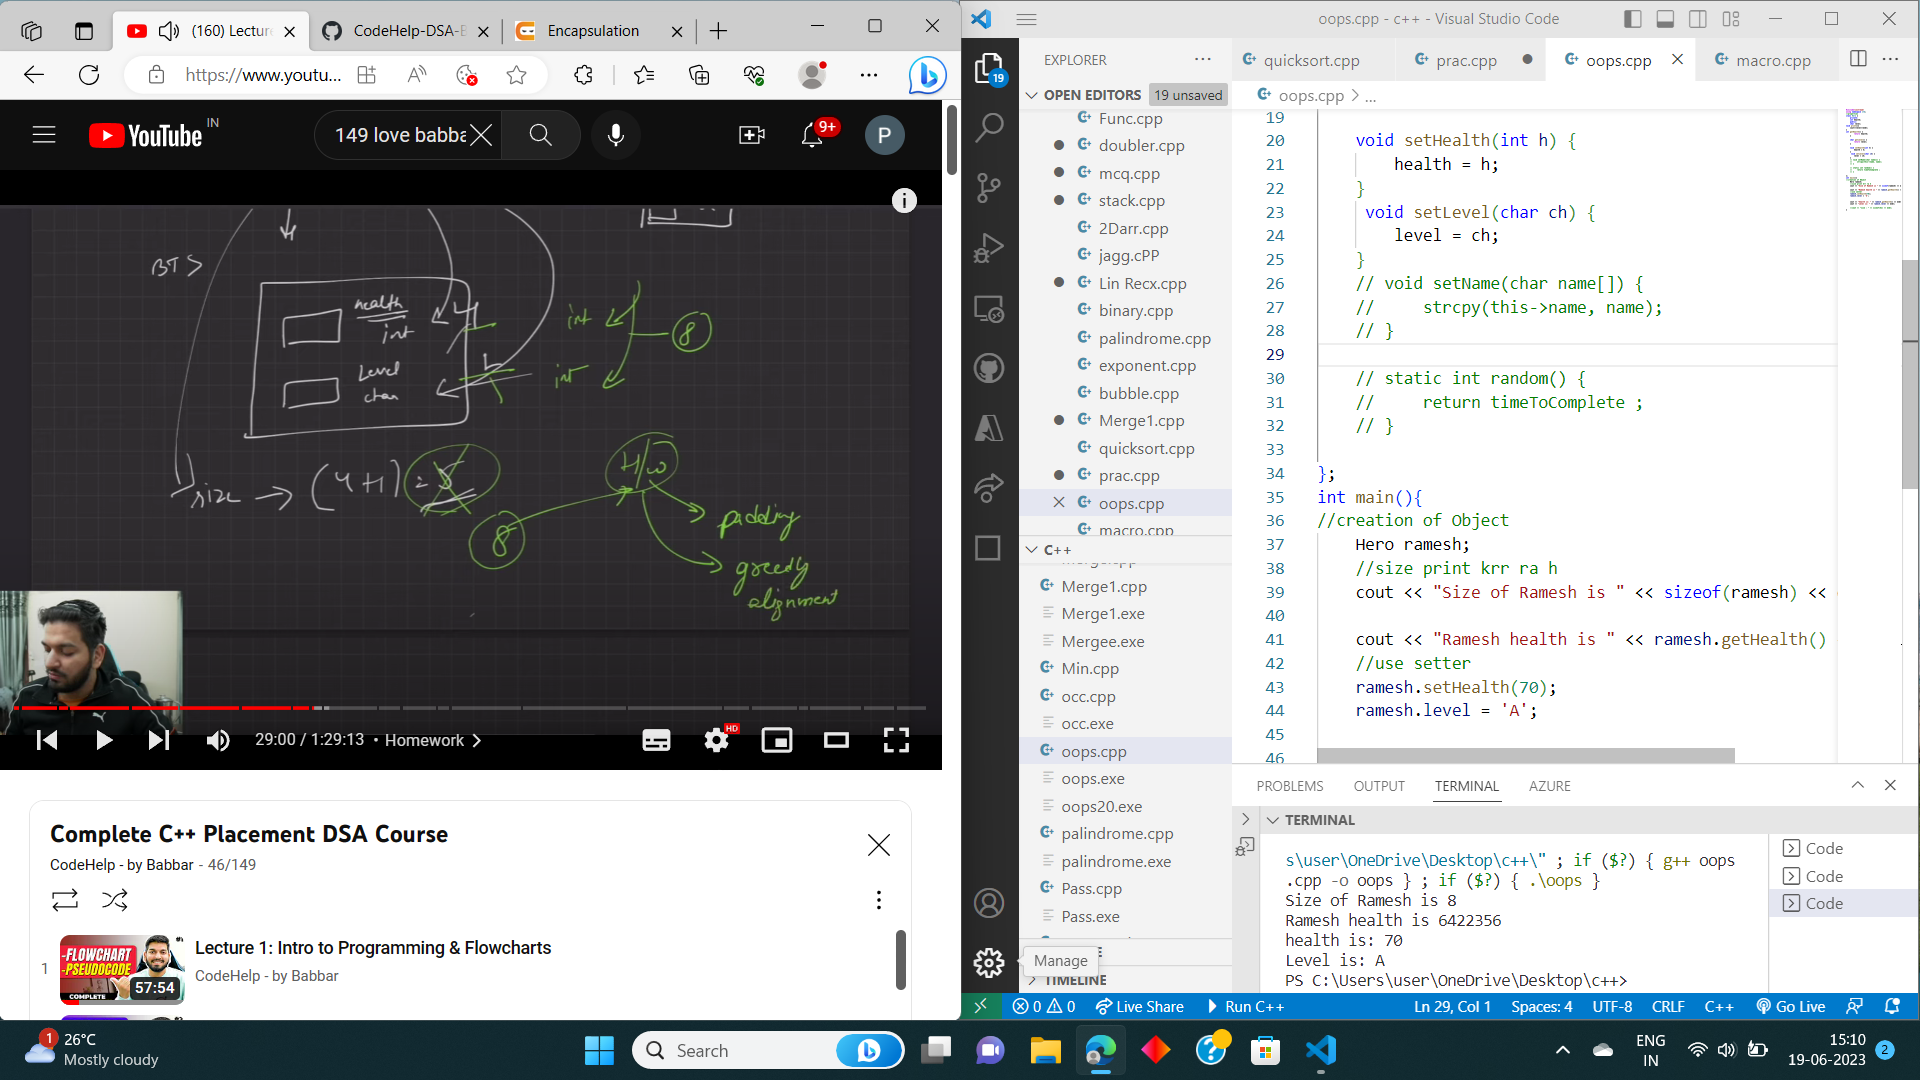 (160) Lectur
CodeHelp-DSA-B
Encapsulation
https://www.youtu...
YouTube IN
149 love babba
9+
P
BT
health
int
Level
char
int
int
8
size → (4+1) = 5
8
H/W
padding
greedy
alignment
29:00 / 1:29:13 • Homework
HD
Complete C++ Placement DSA Course
CodeHelp - by Babbar - 46/149
1
-FLOWCHART
-PSEUDOCODE
COMPLETE
57:54
Lecture 1: Intro to Programming & Flowcharts
CodeHelp - by Babbar
oops.cpp - c++ - Visual Studio Code
19
EXPLORER
OPEN EDITORS 19 unsaved
Func.cpp
doubler.cpp
mcq.cpp
stack.cpp
2Darr.cpp
jagg.cPP
Lin Recx.cpp
binary.cpp
palindrome.cpp
exponent.cpp
bubble.cpp
Merge1.cpp
quicksort.cpp
prac.cpp
oops.cpp
macro.cpp
C++
Merge1.cpp
Merge1.exe
Mergee.exe
Min.cpp
occ.cpp
occ.exe
oops.cpp
oops.exe
oops20.exe
palindrome.cpp
palindrome.exe
Pass.cpp
Pass.exe
Manage
TIMELINE
quicksort.cpp
prac.cpp
oops.cpp
macro.cpp
oops.cpp > ...
19
20 void setHealth(int h) {
21 health = h;
22 }
23 void setLevel(char ch) {
24 level = ch;
25 }
26 // void setName(char name[]) {
27 // strcpy(this->name, name);
28 // }
29
30 // static int random() {
31 // return timeToComplete ;
32 // }
33
34 };
35 int main(){
36 //creation of Object
37 Hero ramesh;
38 //size print krr ra h
39 cout << "Size of Ramesh is " << sizeof(ramesh) <<
40
41 cout << "Ramesh health is " << ramesh.getHealth()
42 //use setter
43 ramesh.setHealth(70);
44 ramesh.level = 'A';
45
46
PROBLEMS OUTPUT TERMINAL AZURE
TERMINAL
s\user\OneDrive\Desktop\c++\" ; if ($?) { g++ oops
.cpp -o oops } ; if ($?) { .\oops }
Size of Ramesh is 8
Ramesh health is 6422356
health is: 70
Level is: A
PS C:\Users\user\OneDrive\Desktop\c++>
Code
Code
Code
0 0 Live Share Run C++ Ln 29, Col 1 Spaces: 4 UTF-8 CRLF C++ Go Live
1
26°C
Mostly cloudy
Search
ENG
IN
15:10
19-06-2023
2